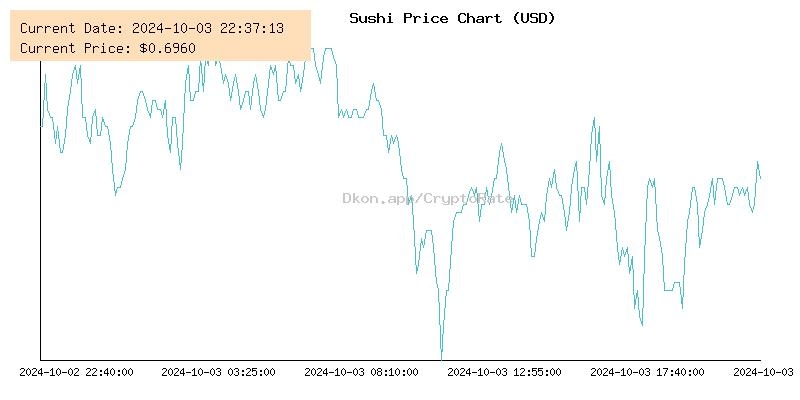 Sushi Price Chart (USD)
Current Date: 2024-10-03 22:37:13
Current Price: $0.6960
Dkon.app/CryptoRate
2024-10-02 22:40:00 2024-10-03 03:25:00 2024-10-03 08:10:00 2024-10-03 12:55:00 2024-10-03 17:40:00 2024-10-03